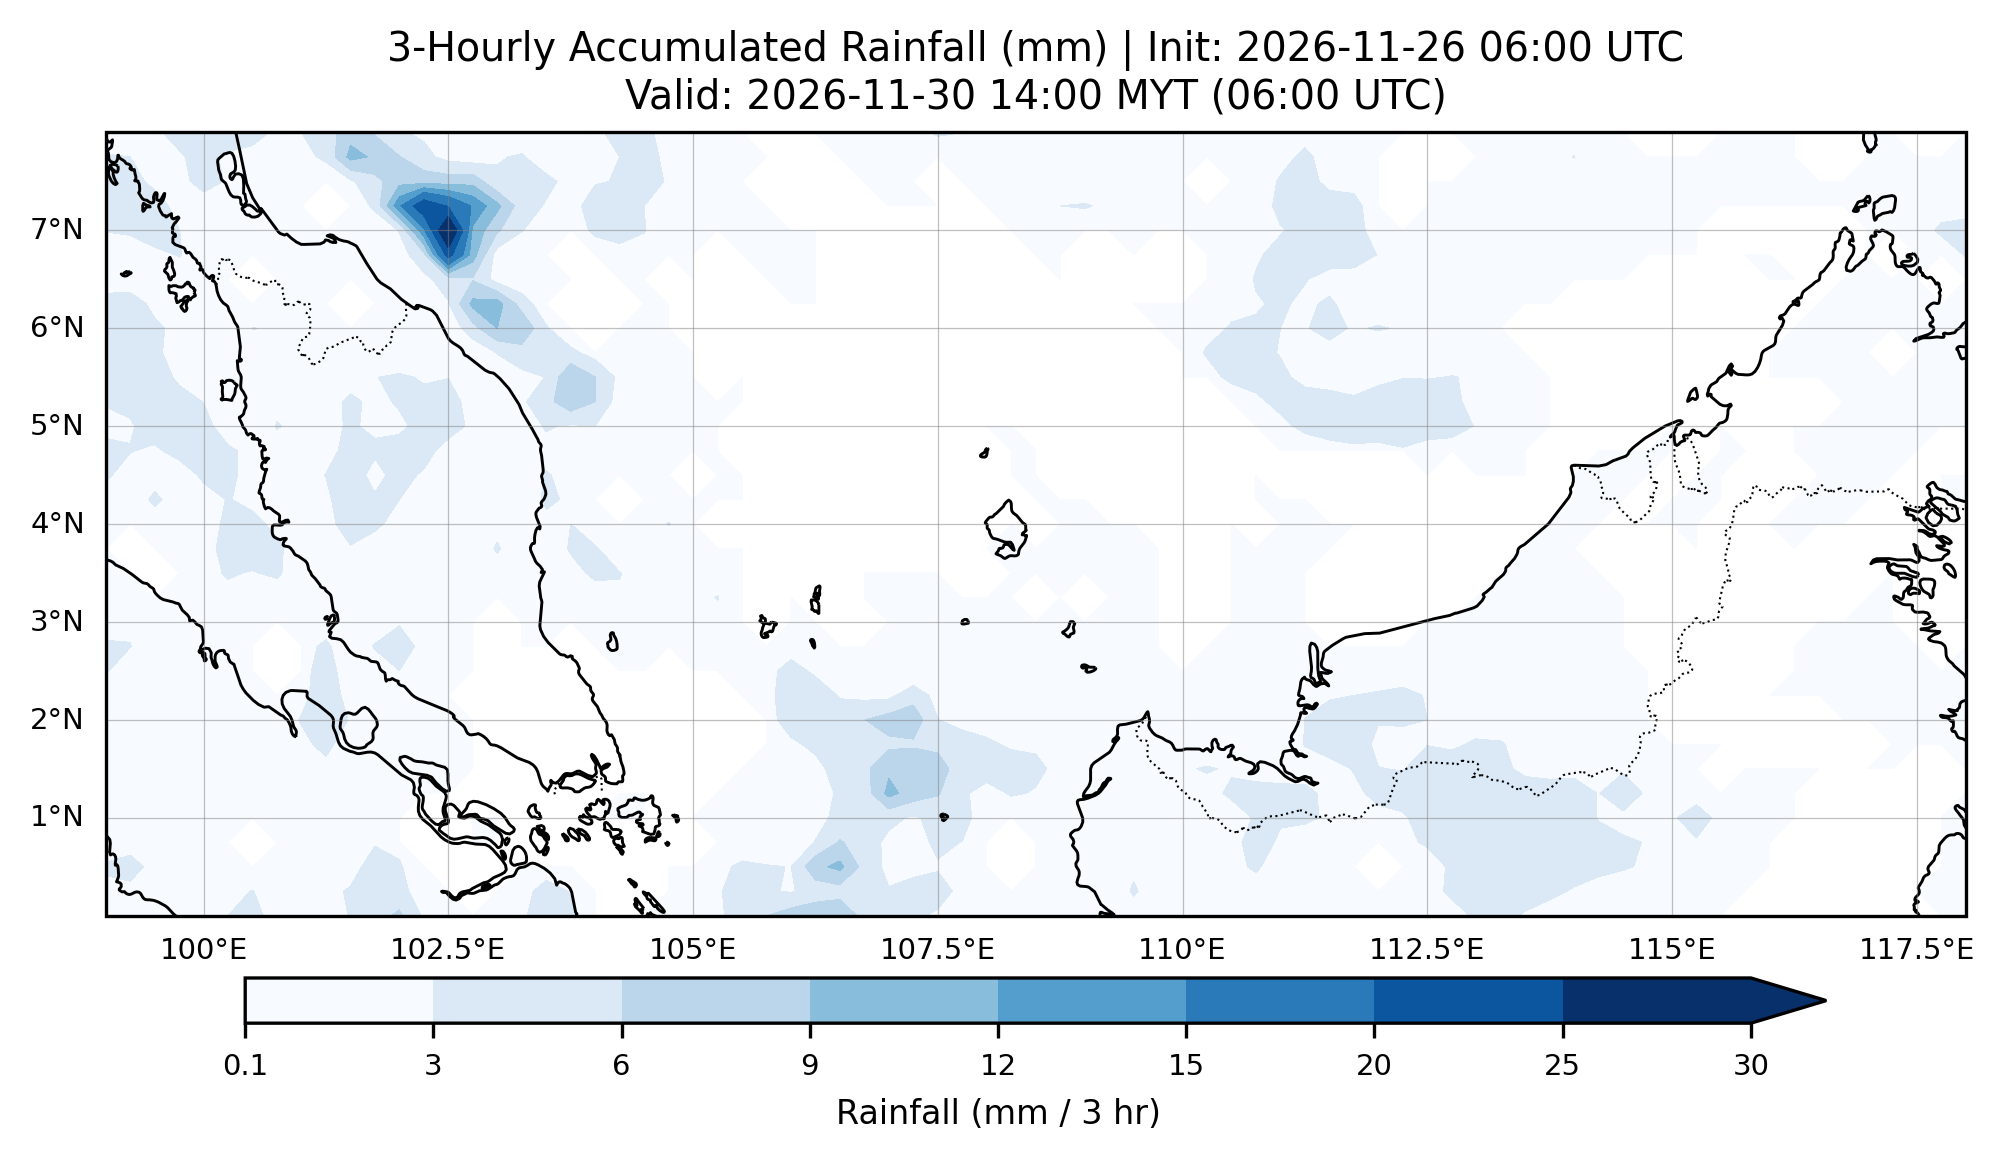 3-Hourly Accumulated Rainfall (mm) | Init: 2026-11-26 06:00 UTC
Valid: 2026-11-30 14:00 MYT (06:00 UTC)
7°N
6°N
5°N
4°N
3°N
2°N
1°N
100°E 102.5°E 105°E 107.5°E 110°E 112.5°E 115°E 117.5°E
0.1 3 6 9 12 15 20 25 30
Rainfall (mm / 3 hr)